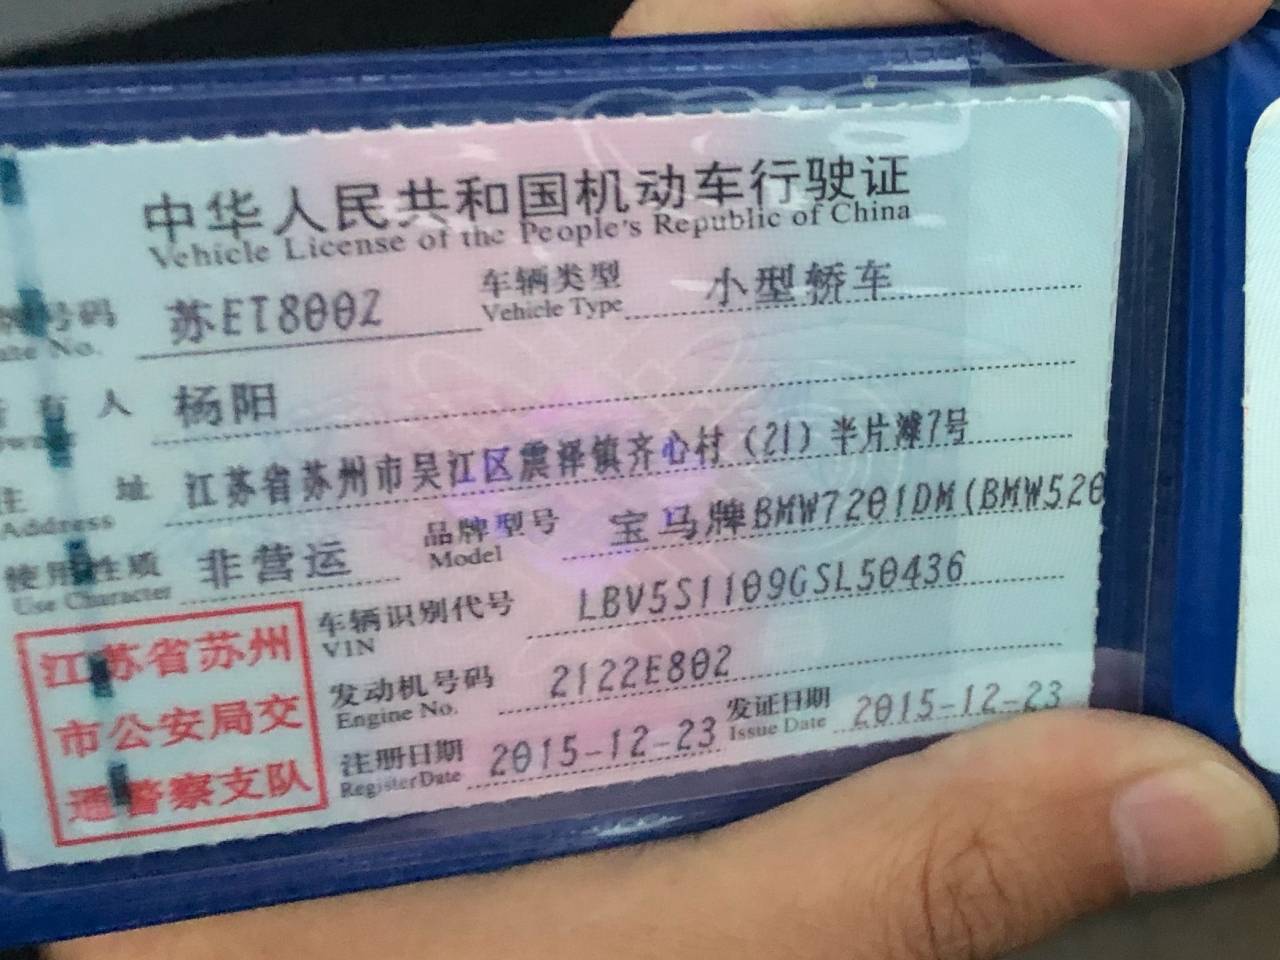 中华人民共和国机动车行驶证
Vehicle License of the People's Republic of China
号码 苏ET8002 车辆类型 小型轿车
No. Vehicle Type
有人 杨阳
址 江苏省苏州市吴江区震泽镇齐心村(21)半片滩7号
Address
使用性质 非营运 品牌型号 宝马牌BMW7201DM(BMW520
Use Character Model
车辆识别代号 LBV5S1109GSL50436
VIN
发动机号码 2122E802
Engine No.
注册日期 2015-12-23 发证日期 2015-12-23
Register Date Issue Date
江苏省苏州
市公安局交
通警察支队